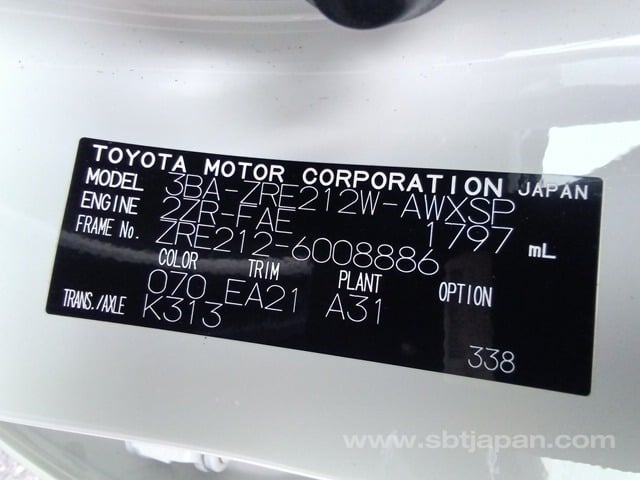 TOYOTA MOTOR CORPORATION JAPAN
MODEL 3BA-ZRE212W-AWXSP
ENGINE 2ZR-FAE 1797 mL
FRAME No. ZRE212-6008886
COLOR TRIM PLANT OPTION
070 EA21 A31
TRANS./AXLE K313
338
www.sbtjapan.com